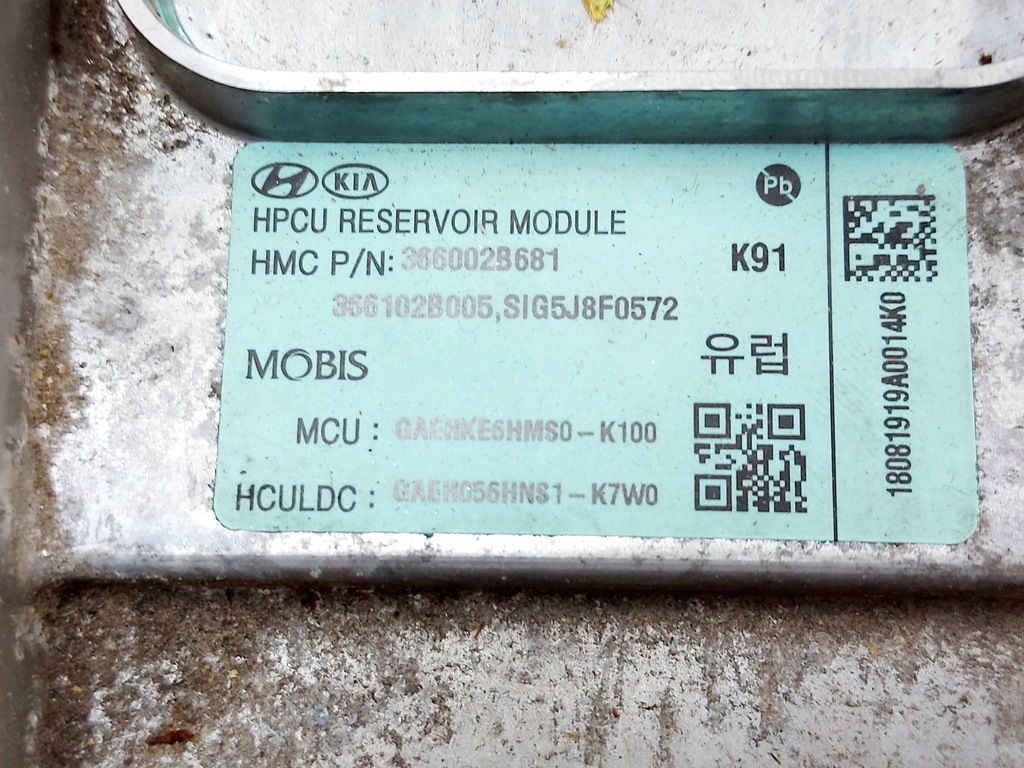 KIA
Pb
HPCU RESERVOIR MODULE
HMC P/N: 366002B681
K91
366102B005,SIG5J8F0572
MOBIS
유럽
MCU : GAEHKE6HMS0-K100
HCULDC : GAEH056HNS1-K7W0
18081919A0014K0